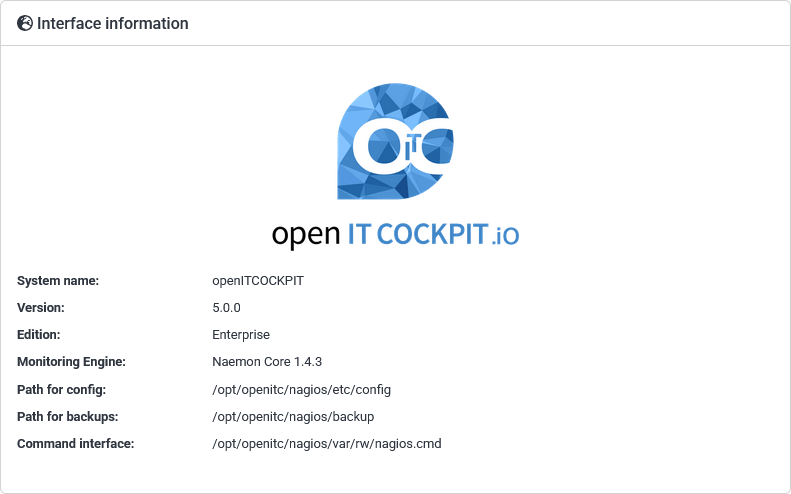 Interface information
OiTC
open IT COCKPIT.iO
System name: openITCOCKPIT
Version: 5.0.0
Edition: Enterprise
Monitoring Engine: Naemon Core 1.4.3
Path for config: /opt/openitc/nagios/etc/config
Path for backups: /opt/openitc/nagios/backup
Command interface: /opt/openitc/nagios/var/rw/nagios.cmd